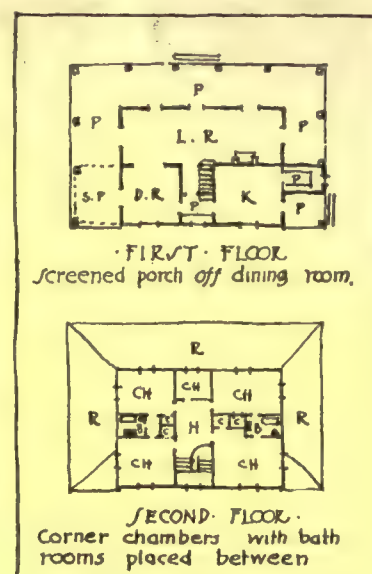 P
P
P
L.R
S.P
D.R
P
K
P
P
·FIRST· FLOOR
screened porch off dining room.
R
CH
CH
CH
R
B
C
H
C
C
B
R
CH
CH
SECOND· FLOOR·
Corner chambers with bath
rooms placed between